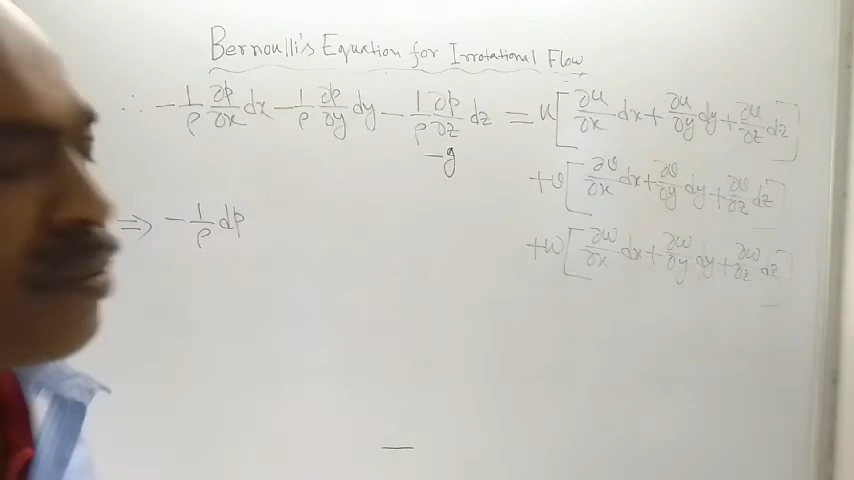 Bernoulli's Equation for Irrotational Flow
∴ -1/ρ ∂p/∂x dx - 1/ρ ∂p/∂y dy - 1/ρ ∂p/∂z dz = u[∂u/∂x dx + ∂u/∂y dy + ∂u/∂z dz]
-g
+v[∂v/∂x dx + ∂v/∂y dy + ∂v/∂z dz]
⇒ -1/ρ dp
+w[∂w/∂x dx + ∂w/∂y dy + ∂w/∂z dz]